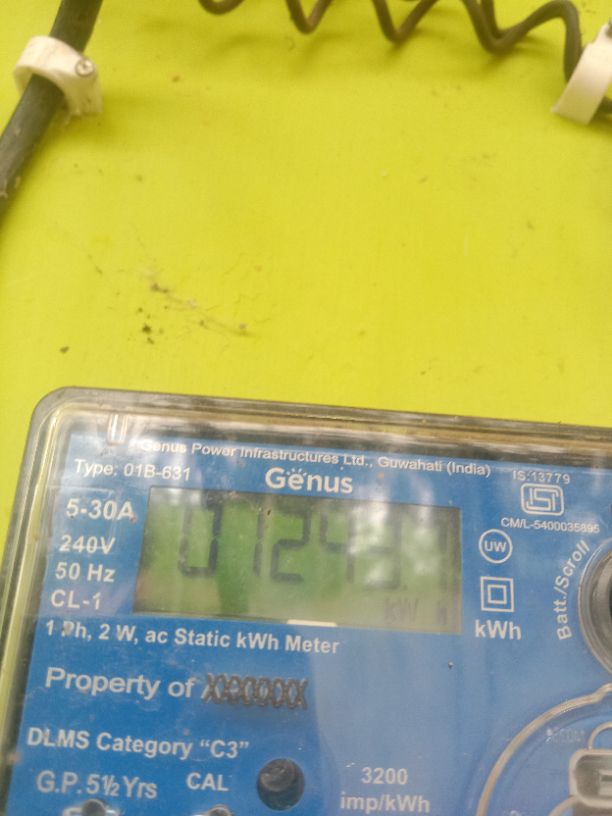 Genus Power Infrastructures Ltd., Guwahati (India)
Type: 01B-631
Genus
IS:13779
5-30A
CM/L-5400035895
240V
UW
50 Hz
CL-1
kWh
Batt./Scroll
1 Ph, 2 W, ac Static kWh Meter
Property of XXXXXXX
DLMS Category "C3"
G.P. 5½ Yrs
CAL
3200
imp/kWh